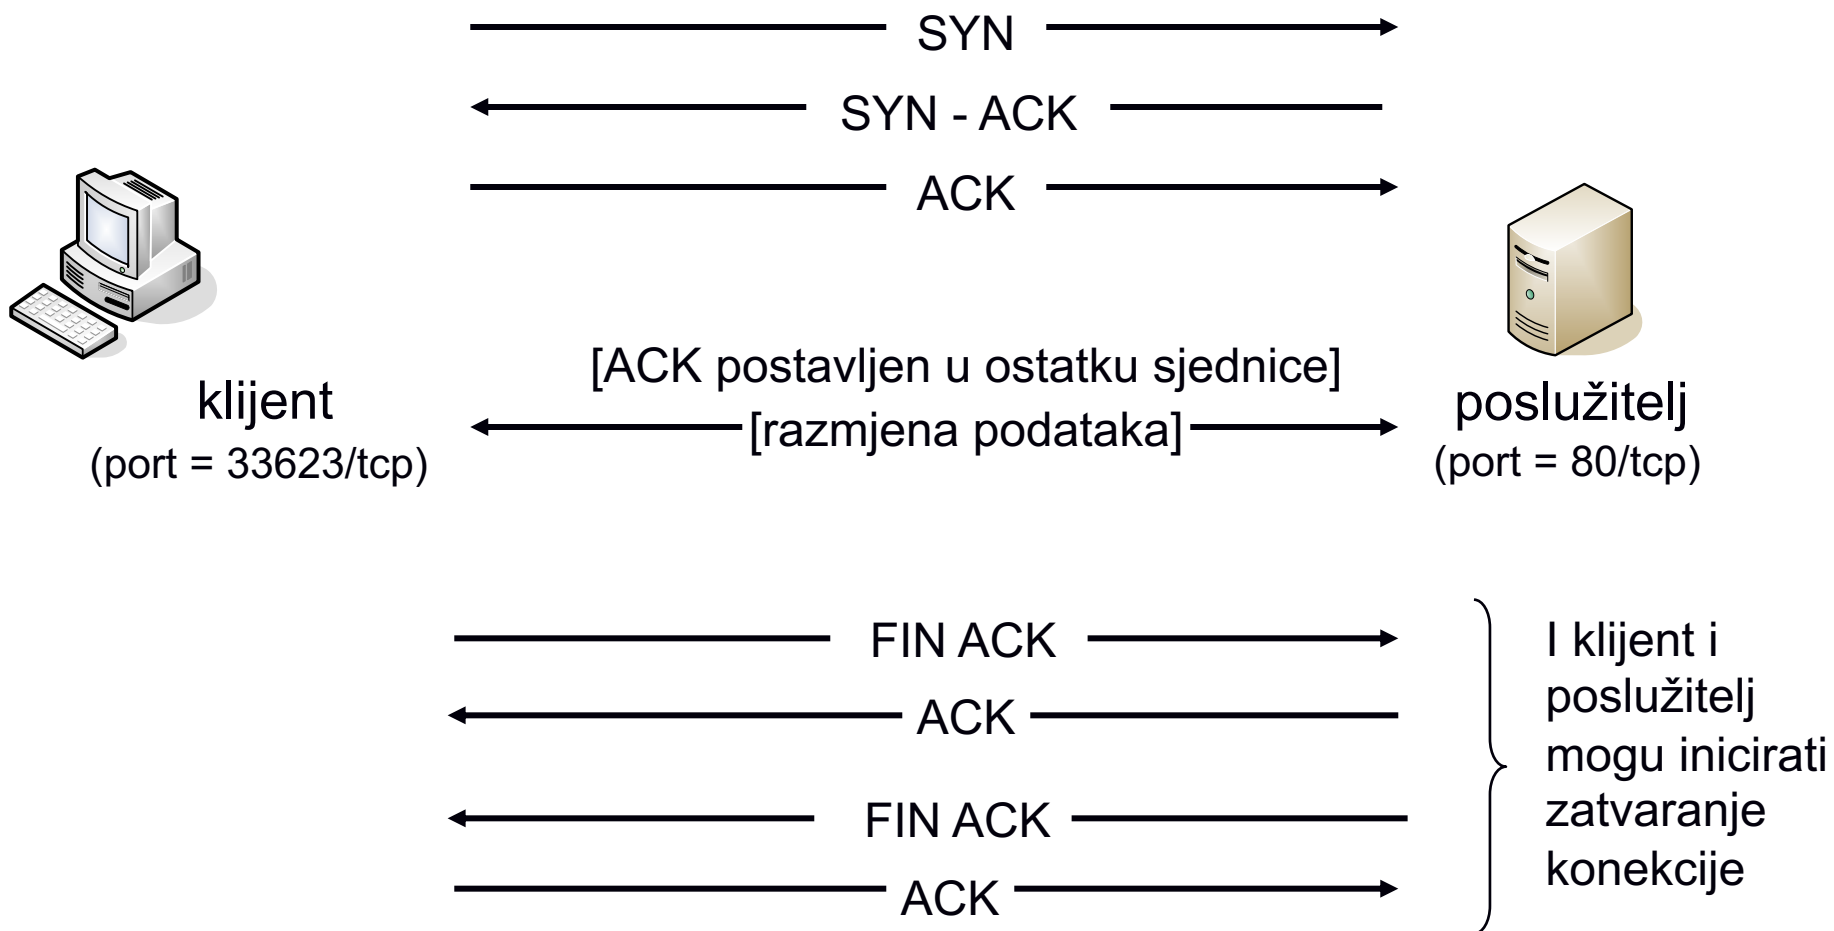 SYN
SYN - ACK
ACK
[ACK postavljen u ostatku sjednice]
[razmjena podataka]
klijent
(port = 33623/tcp)
poslužitelj
(port = 80/tcp)
FIN ACK
ACK
FIN ACK
ACK
I klijent i
poslužitelj
mogu inicirati
zatvaranje
konekcije